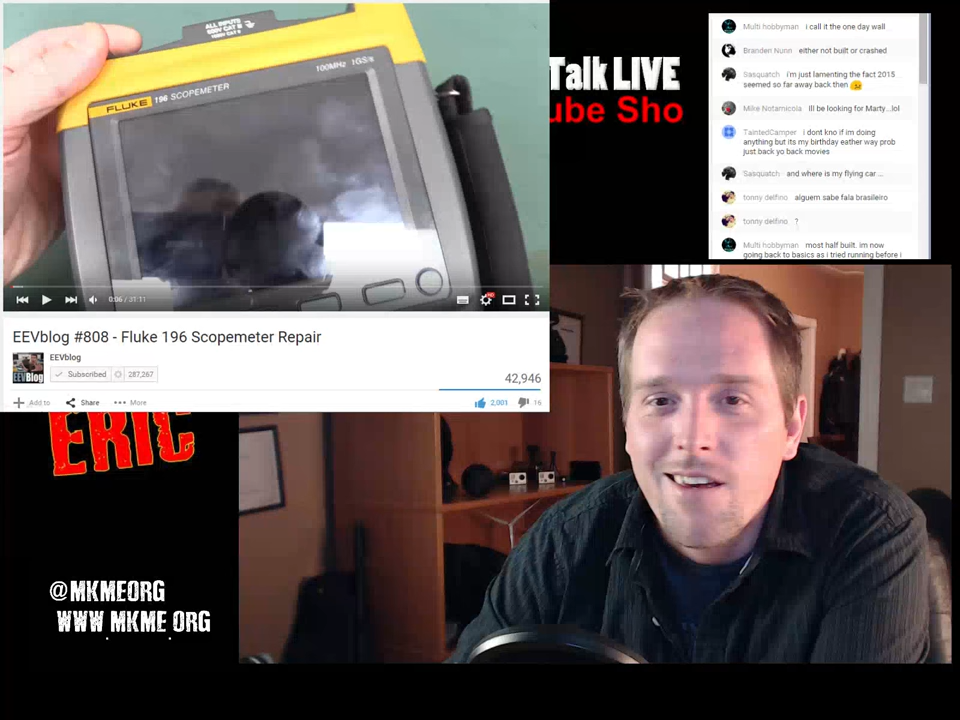 ALL INPUTS
100MHz 1GS/s
FLUKE 196 SCOPEMETER
0:06 / 31:11
EEVblog #808 - Fluke 196 Scopemeter Repair
EEVblog
Subscribed 287,267
42,946
Add to Share More 2,001 16
Talk LIVE
ube Sho
Multi hobbyman i call it the one day wall
Branden Nunn either not built or crashed
Sasquatch i'm just lamenting the fact 2015
seemed so far away back then
Mike Notarnicola Ill be looking for Marty...lol
TaintedCamper i dont kno if im doing
anything but its my birthday eather way prob
just back yo back movies
Sasquatch and where is my flying car ...
tonny delfino alguem sabe fala brasileiro
tonny delfino ?
Multi hobbyman most half built. im now
going back to basics as i tried running before i
ERIC
@MKMEORG
WWW.MKME.ORG